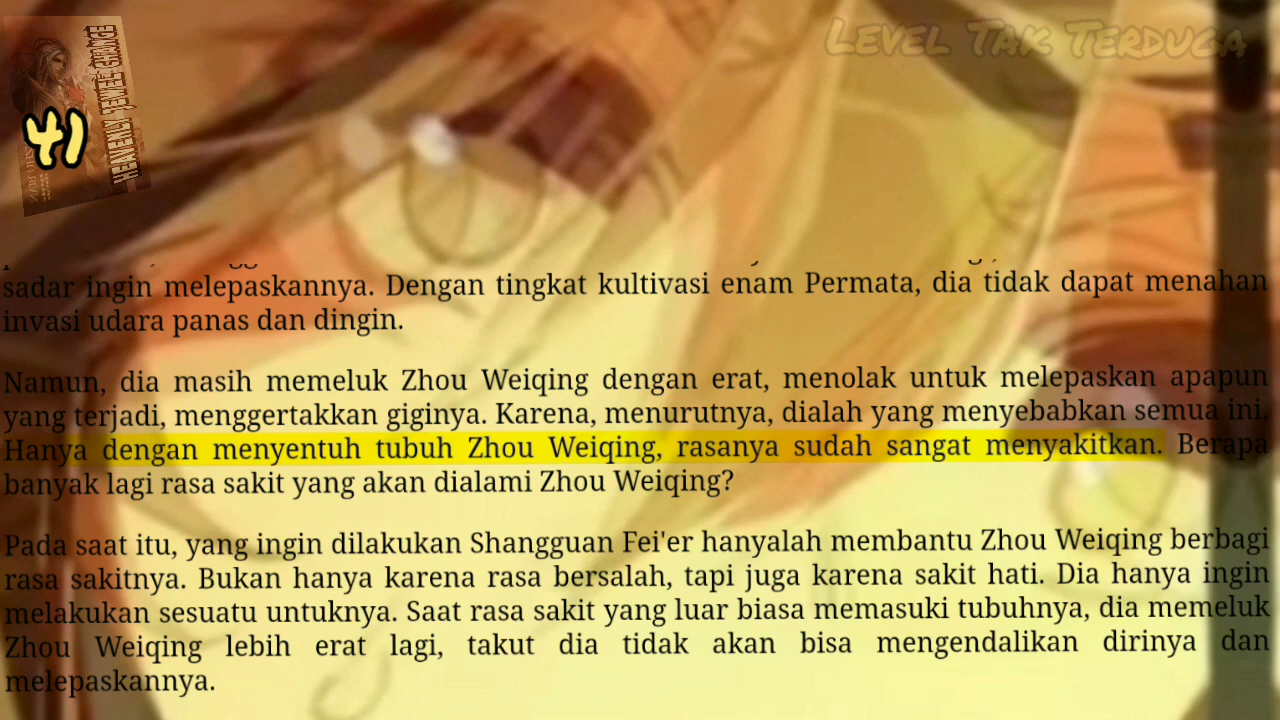 Level Tak Terduga
HEAVENLY JEWEL CHANGE
41
sadar ingin melepaskannya. Dengan tingkat kultivasi enam Permata, dia tidak dapat menahan
invasi udara panas dan dingin.
Namun, dia masih memeluk Zhou Weiqing dengan erat, menolak untuk melepaskan apapun
yang terjadi, menggertakkan giginya. Karena, menurutnya, dialah yang menyebabkan semua ini.
Hanya dengan menyentuh tubuh Zhou Weiqing, rasanya sudah sangat menyakitkan. Berapa
banyak lagi rasa sakit yang akan dialami Zhou Weiqing?
Pada saat itu, yang ingin dilakukan Shangguan Fei'er hanyalah membantu Zhou Weiqing berbagi
rasa sakitnya. Bukan hanya karena rasa bersalah, tapi juga karena sakit hati. Dia hanya ingin
melakukan sesuatu untuknya. Saat rasa sakit yang luar biasa memasuki tubuhnya, dia memeluk
Zhou Weiqing lebih erat lagi, takut dia tidak akan bisa mengendalikan dirinya dan
melepaskannya.